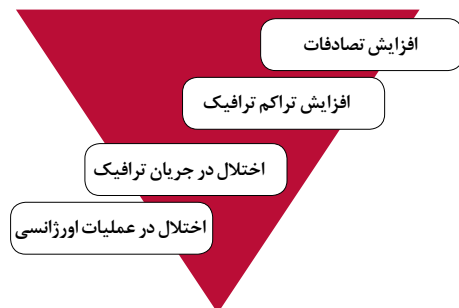 افزایش تصادفات
افزایش تراکم ترافیک
اختلال در جریان ترافیک
اختلال در عملیات اورژانسی